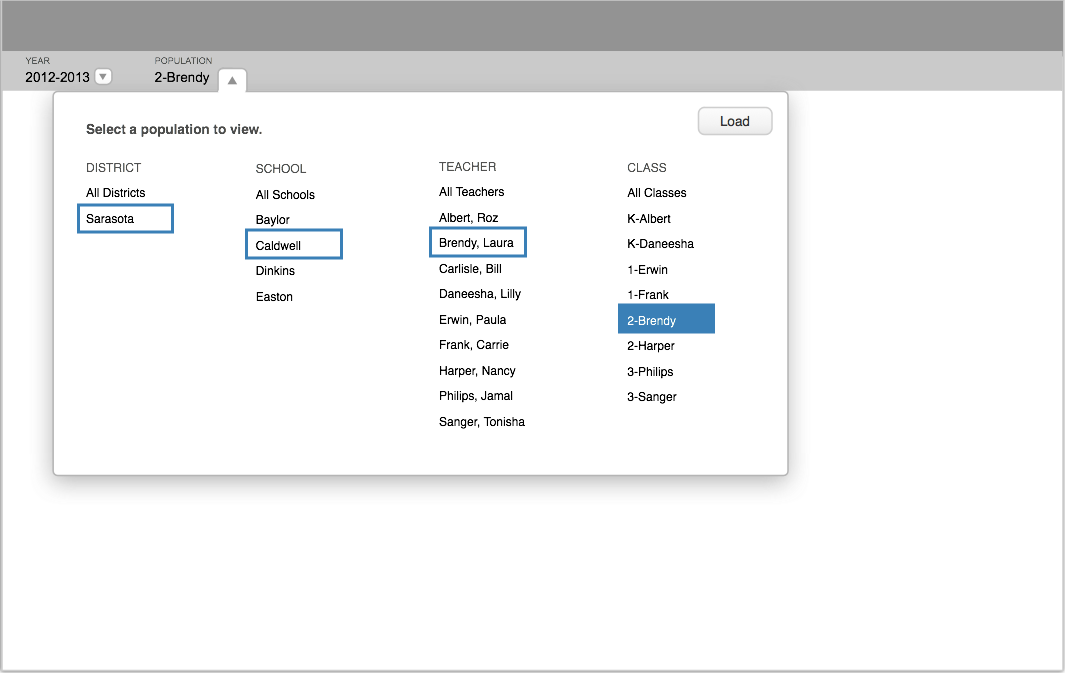 YEAR
2012-2013
POPULATION
2-Brendy
Select a population to view.
Load
DISTRICT
All Districts
Sarasota
SCHOOL
All Schools
Baylor
Caldwell
Dinkins
Easton
TEACHER
All Teachers
Albert, Roz
Brendy, Laura
Carlisle, Bill
Daneesha, Lilly
Erwin, Paula
Frank, Carrie
Harper, Nancy
Philips, Jamal
Sanger, Tonisha
CLASS
All Classes
K-Albert
K-Daneesha
1-Erwin
1-Frank
2-Brendy
2-Harper
3-Philips
3-Sanger